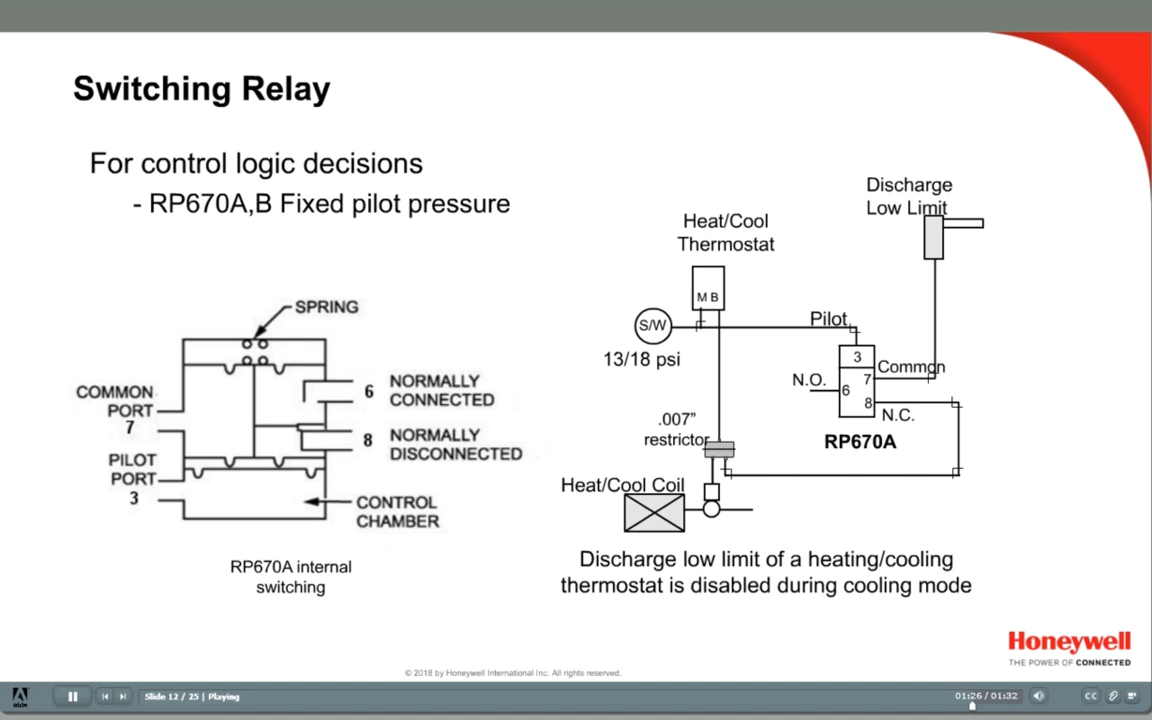 Switching Relay
For control logic decisions
- RP670A,B Fixed pilot pressure
SPRING
COMMON
PORT
7
PILOT
PORT
3
6
NORMALLY
CONNECTED
8
NORMALLY
DISCONNECTED
CONTROL
CHAMBER
RP670A internal
switching
Discharge
Low Limit
Heat/Cool
Thermostat
M B
S/W
13/18 psi
Pilot
3
Common
7
N.O.
6
8
N.C.
RP670A
.007”
restrictor
Heat/Cool Coil
Discharge low limit of a heating/cooling
thermostat is disabled during cooling mode
Honeywell
THE POWER OF CONNECTED
© 2018 by Honeywell International Inc. All rights reserved.
Adobe
Slide 12 / 25 | Playing
01:26 / 01:32
CC